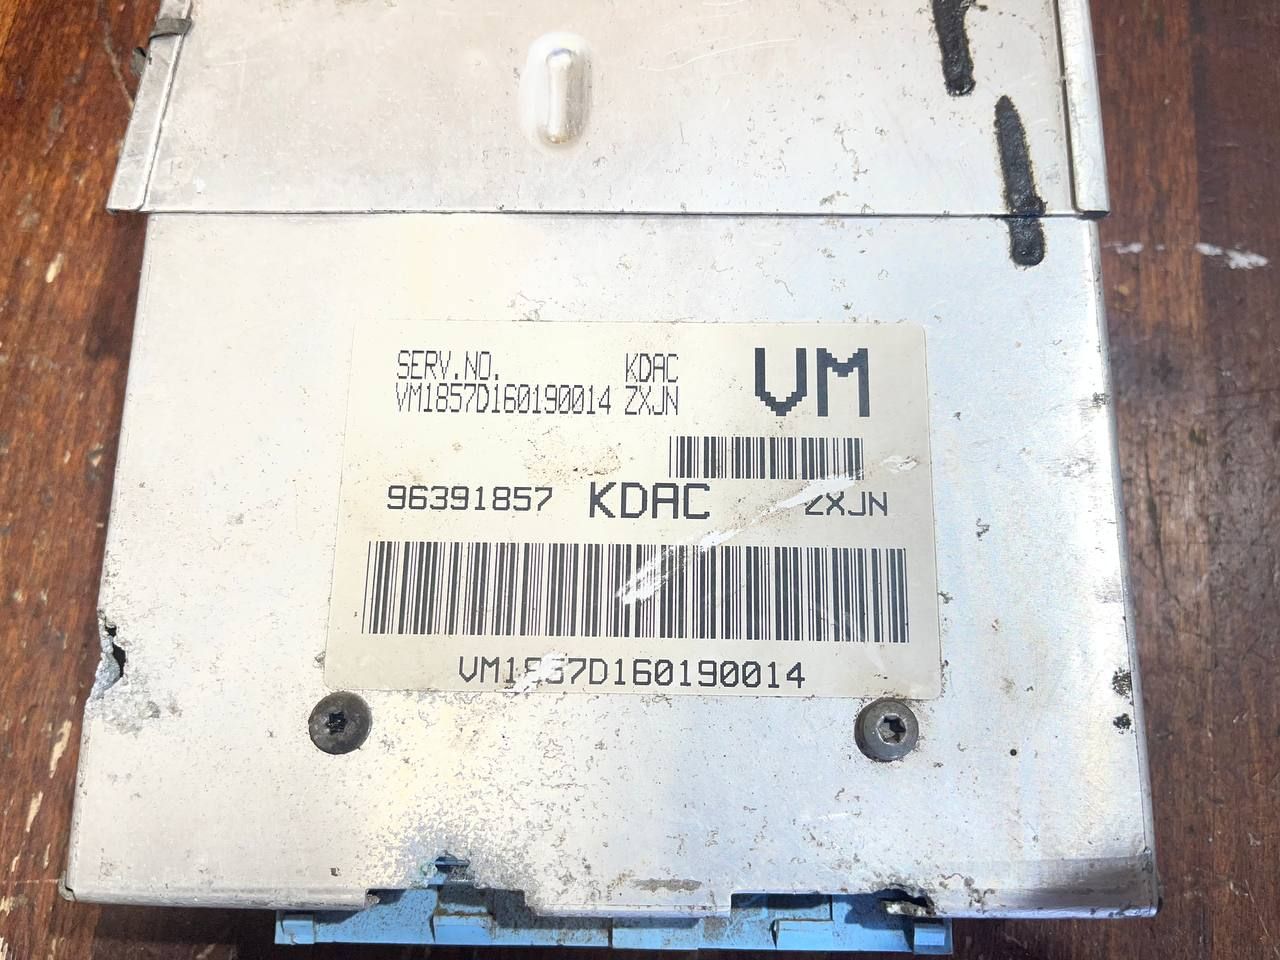 SERV.NO. KDAC VM
VM1857D160190014 ZXJN
96391857 KDAC ZXJN
VM1857D160190014